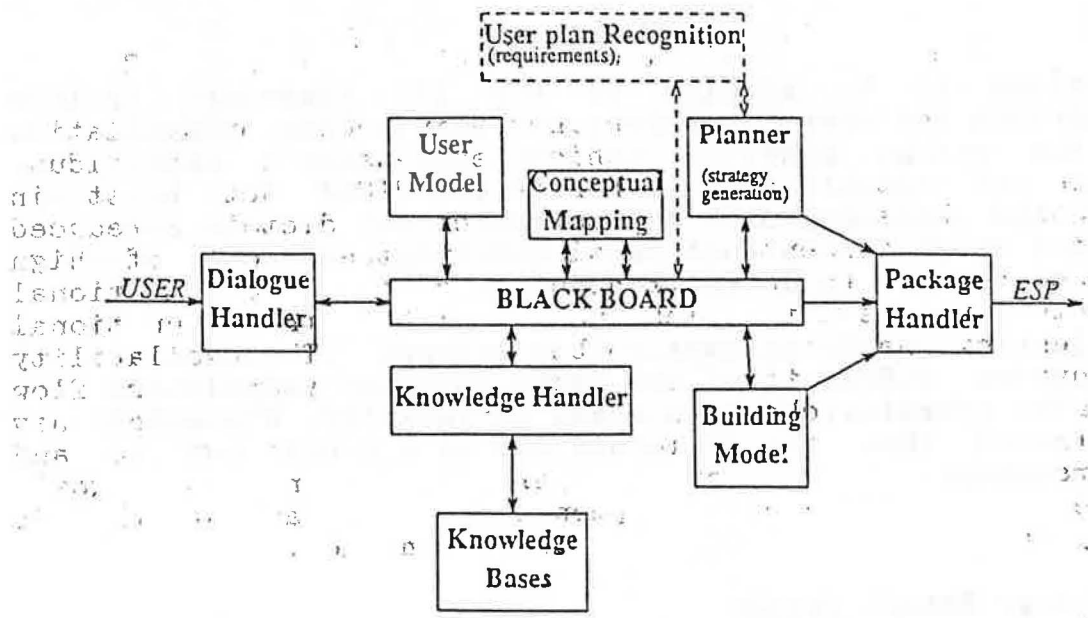 User plan Recognition
(requirements)
User
Model
Conceptual
Mapping
Planner
(strategy
generation)
USER
Dialogue
Handler
BLACK BOARD
Package
Handler
ESP
Knowledge Handler
Building
Model
Knowledge
Bases